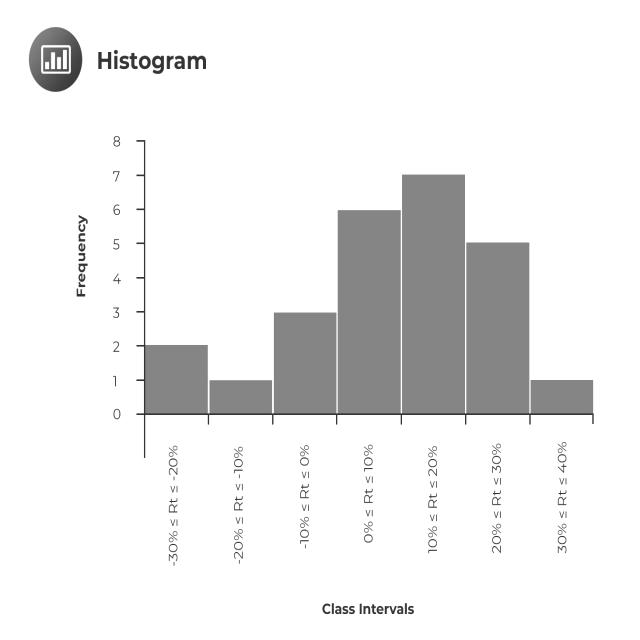 Histogram
8
7
6
5
4
3
2
1
0
Frequency
-30% ≤ Rt ≤ -20%
-20% ≤ Rt ≤ -10%
-10% ≤ Rt ≤ 0%
0% ≤ Rt ≤ 10%
10% ≤ Rt ≤ 20%
20% ≤ Rt ≤ 30%
30% ≤ Rt ≤ 40%
Class Intervals